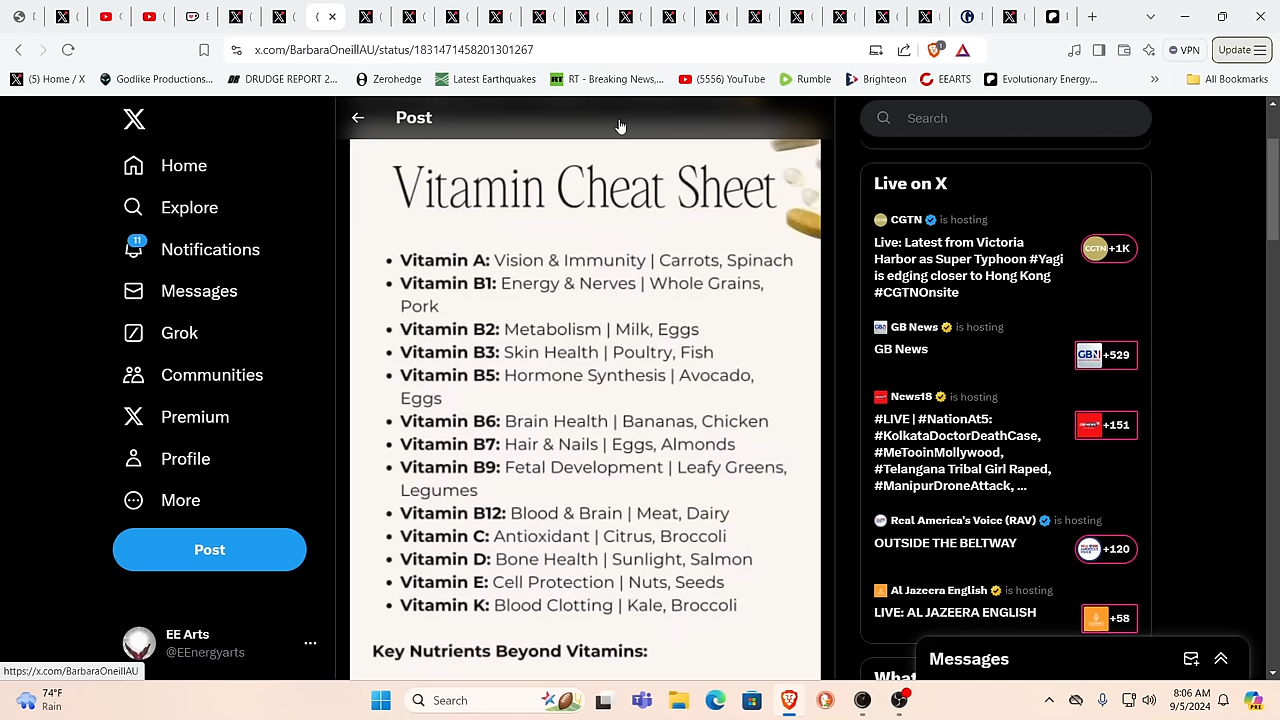 (
x.com/BarbaraOneillAU/status/1831471458201301267
1
VPN
Update
(5) Home / X
Godlike Productions...
DRUDGE REPORT 2...
Zerohedge
Latest Earthquakes
RT - Breaking News,...
(5556) YouTube
Rumble
Brighteon
EEARTS
Evolutionary Energy...
All Bookmarks
Home
Explore
11
Notifications
Messages
Grok
Communities
Premium
Profile
More
Post
EE Arts
@EEnergyarts
https://x.com/BarbaraOneillAU
Post
Vitamin Cheat Sheet
• Vitamin A: Vision & Immunity | Carrots, Spinach
• Vitamin B1: Energy & Nerves | Whole Grains,
Pork
• Vitamin B2: Metabolism | Milk, Eggs
• Vitamin B3: Skin Health | Poultry, Fish
• Vitamin B5: Hormone Synthesis | Avocado,
Eggs
• Vitamin B6: Brain Health | Bananas, Chicken
• Vitamin B7: Hair & Nails | Eggs, Almonds
• Vitamin B9: Fetal Development | Leafy Greens,
Legumes
• Vitamin B12: Blood & Brain | Meat, Dairy
• Vitamin C: Antioxidant | Citrus, Broccoli
• Vitamin D: Bone Health | Sunlight, Salmon
• Vitamin E: Cell Protection | Nuts, Seeds
• Vitamin K: Blood Clotting | Kale, Broccoli
Key Nutrients Beyond Vitamins:
Search
Live on X
CGTN is hosting
Live: Latest from Victoria
Harbor as Super Typhoon #Yagi
is edging closer to Hong Kong
#CGTNOnsite
CGTN +1K
GB News is hosting
GB News
GBN +529
News18 is hosting
#LIVE | #NationAt5:
#KolkataDoctorDeathCase,
#MeTooinMollywood,
#Telangana Tribal Girl Raped,
#ManipurDroneAttack, ...
+151
Real America's Voice (RAV) is hosting
OUTSIDE THE BELTWAY
+120
Al Jazeera English is hosting
LIVE: AL JAZEERA ENGLISH
+58
Messages
74°F
Rain
Search
8:06 AM
9/5/2024